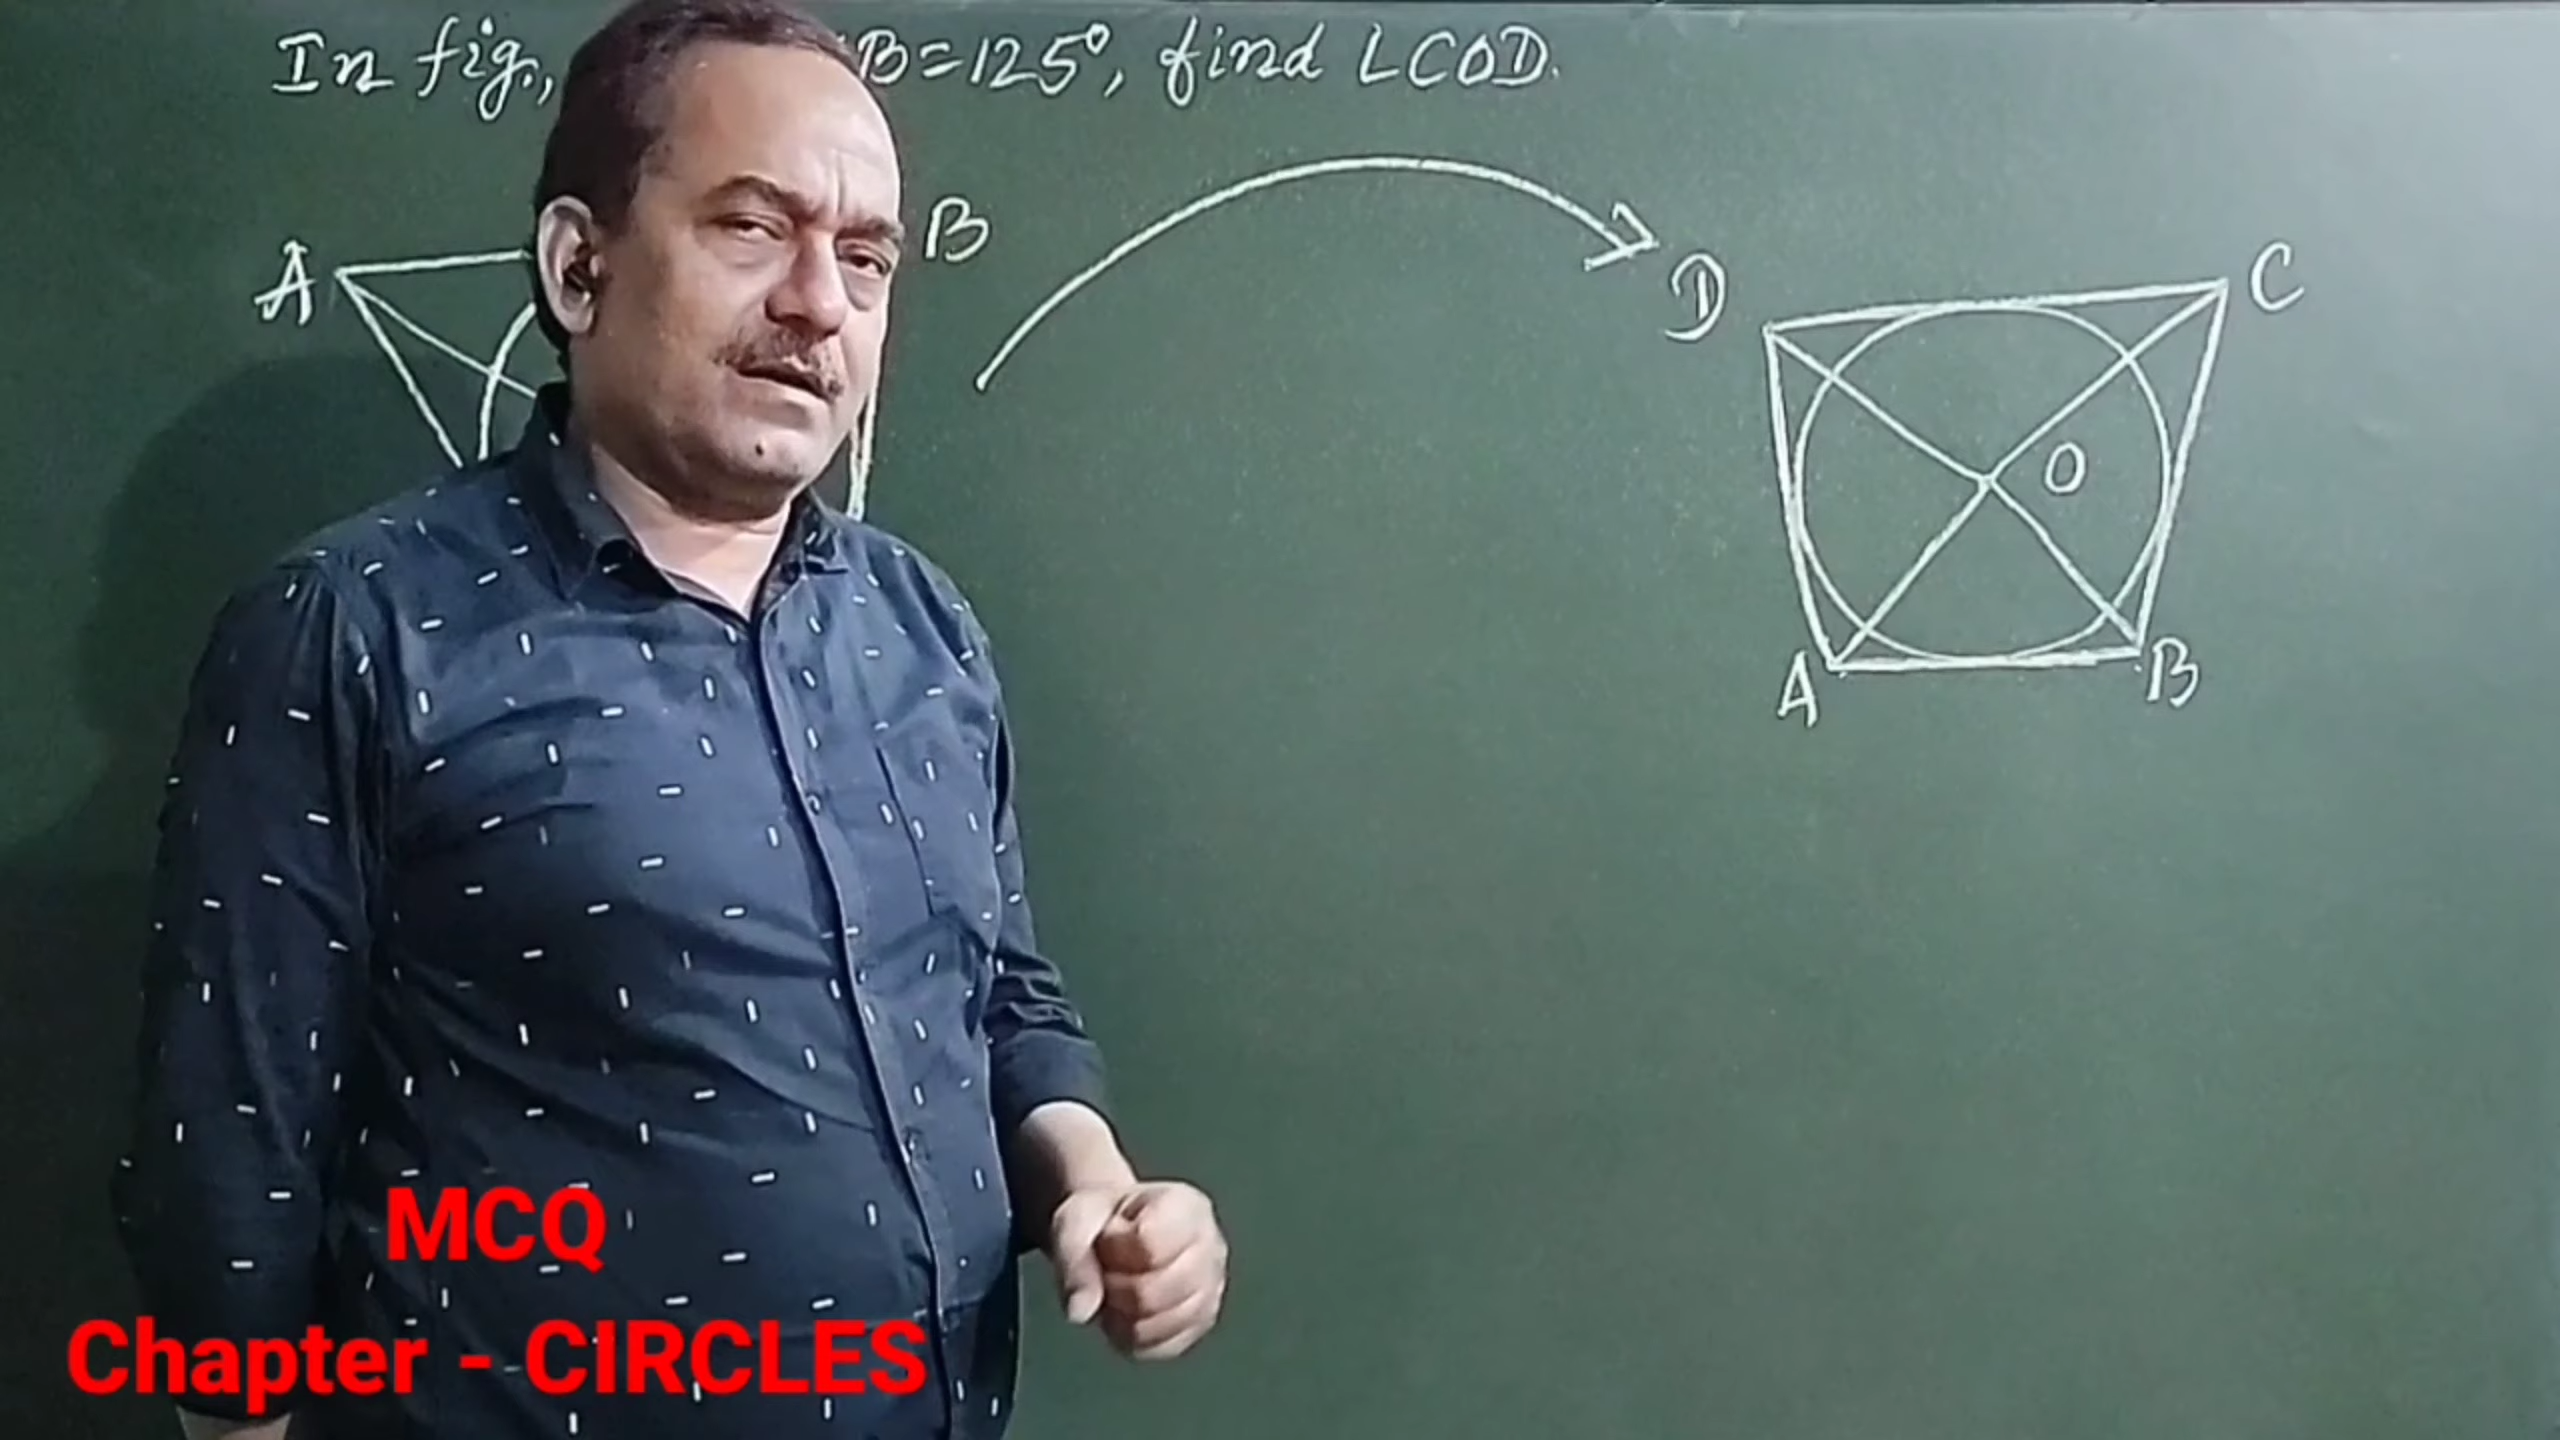 In fig., B=125°, find ∠COD.
A
B
D
C
O
A
B
MCQ
Chapter - CIRCLES